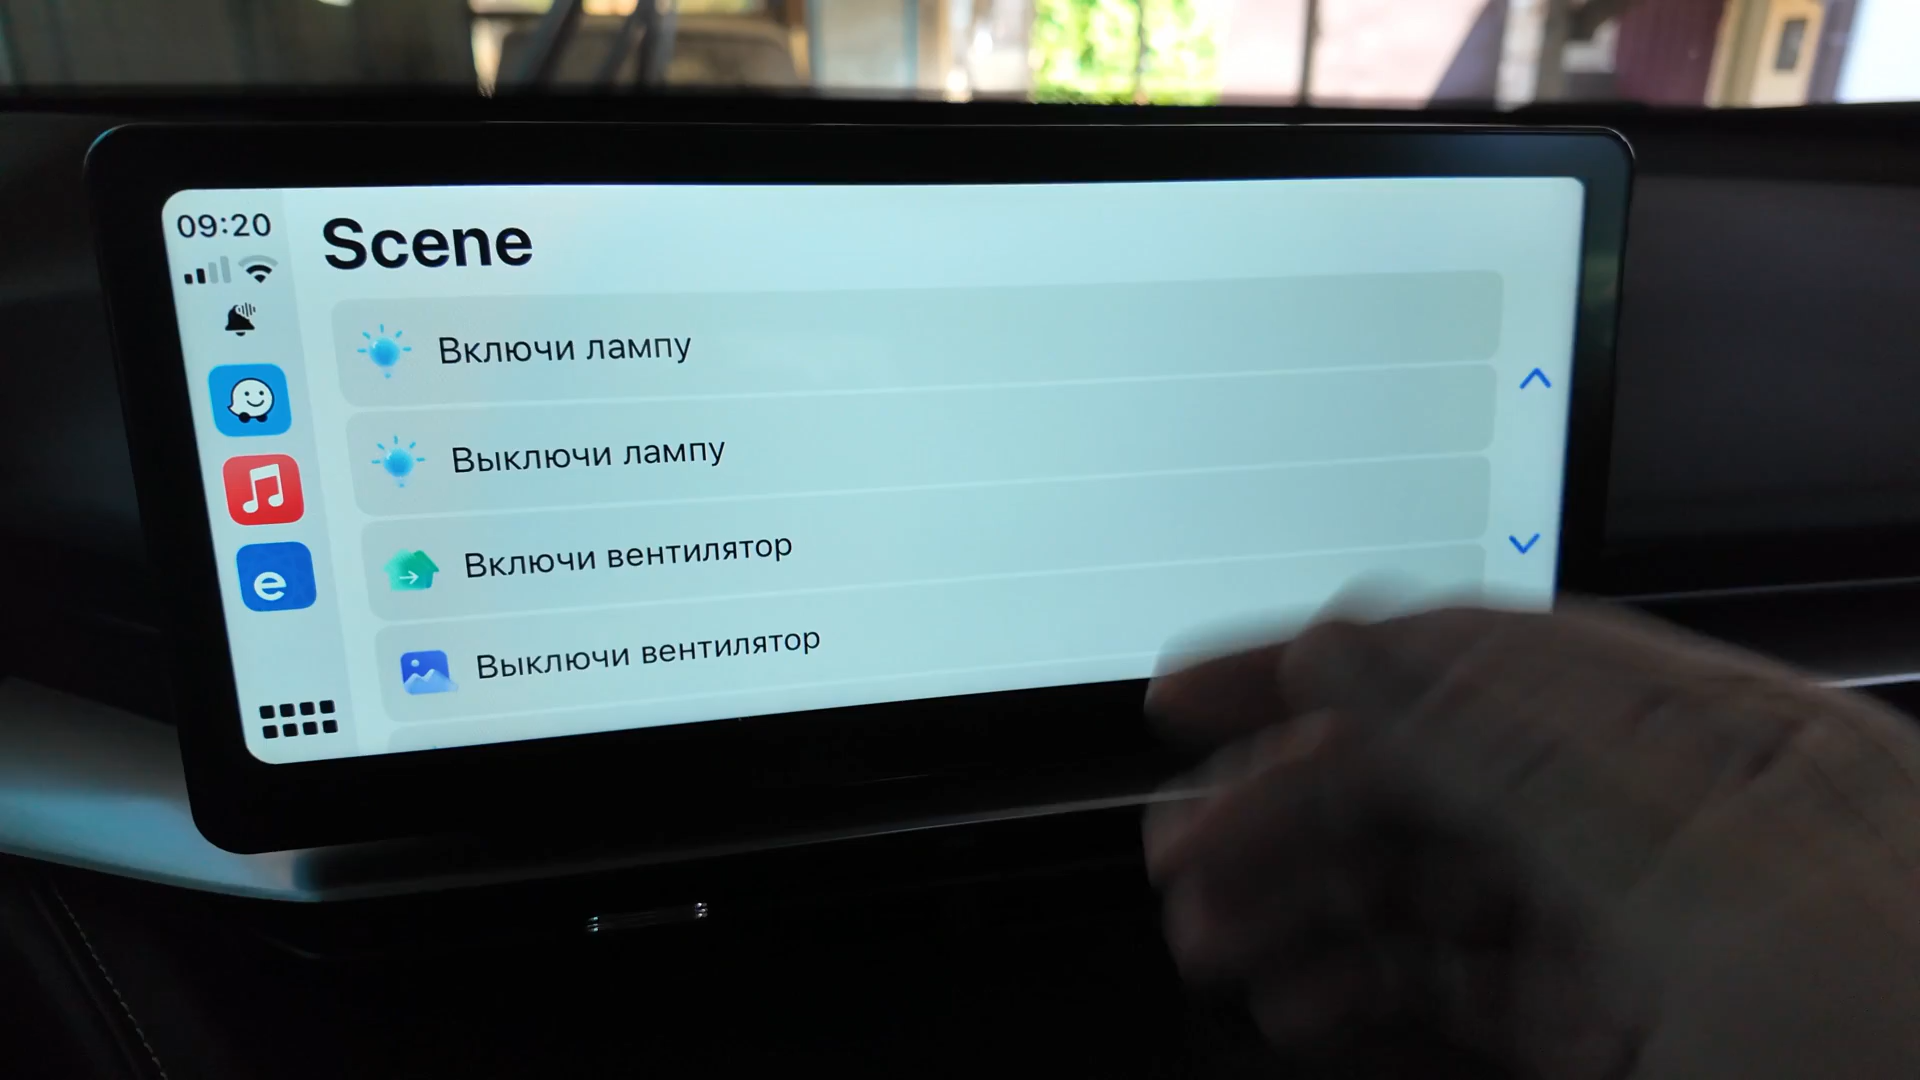 09:20
Scene
Включи лампу
Выключи лампу
Включи вентилятор
Выключи вентилятор
e